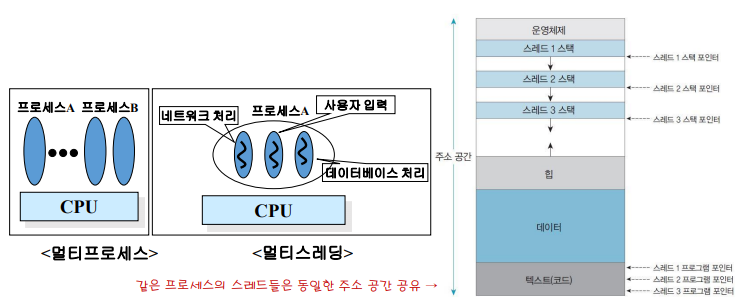 프로세스A 프로세스B
CPU
<멀티프로세스>
네트워크 처리
프로세스A
사용자 입력
데이터베이스 처리
CPU
<멀티스레딩>
같은 프로세스의 스레드들은 동일한 주소 공간 공유 →
주소 공간
운영체제
스레드 1 스택
스레드 1 스택 포인터
스레드 2 스택
스레드 2 스택 포인터
스레드 3 스택
스레드 3 스택 포인터
힙
데이터
텍스트(코드)
스레드 1 프로그램 포인터
스레드 2 프로그램 포인터
스레드 3 프로그램 포인터